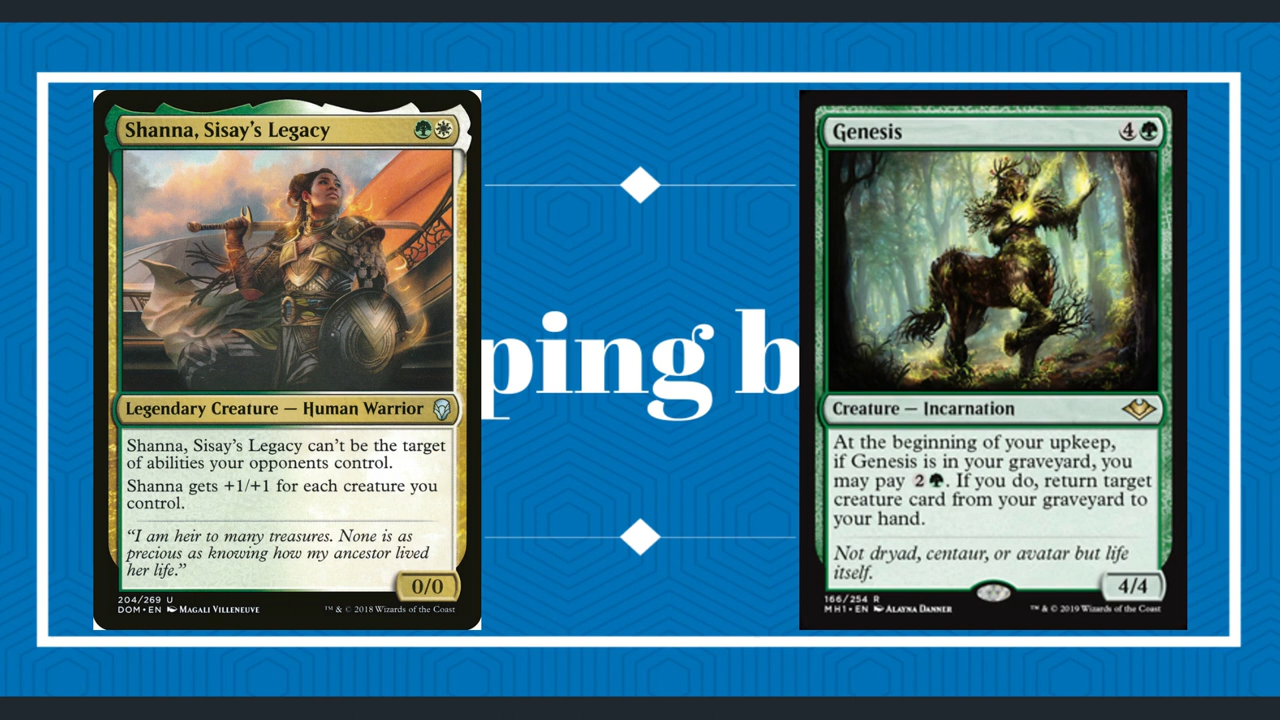 Shanna, Sisay's Legacy
Legendary Creature — Human Warrior
Shanna, Sisay's Legacy can't be the target
of abilities your opponents control.
Shanna gets +1/+1 for each creature you
control.
"I am heir to many treasures. None is as
precious as knowing how my ancestor lived
her life."
0/0
204/269 U
DOM • EN MAGALI VILLENEUVE
™ & © 2018 Wizards of the Coast
ping b
Genesis 4
Creature — Incarnation
At the beginning of your upkeep,
if Genesis is in your graveyard, you
may pay 2 . If you do, return target
creature card from your graveyard to
your hand.
Not dryad, centaur, or avatar but life
itself.
4/4
166/254 R
MH1 • EN ALAYNA DANNER
™ & © 2019 Wizards of the Coast